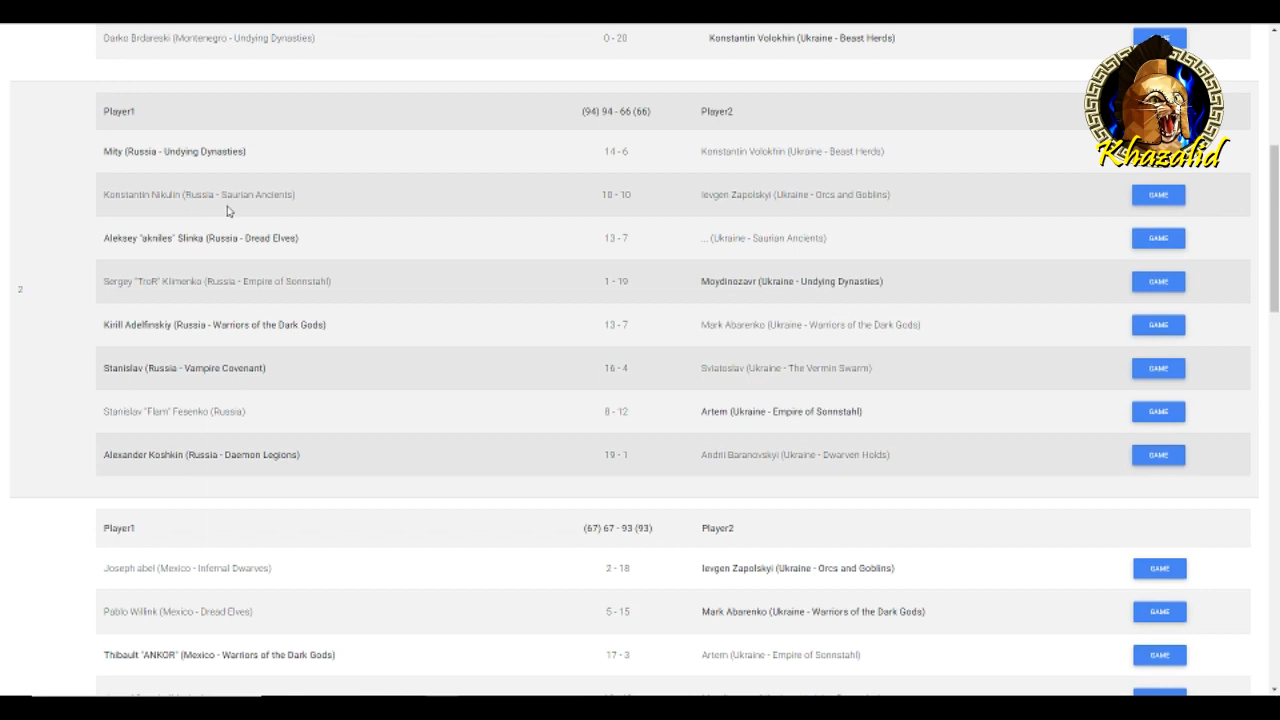 Darko Brdareski (Montenegro - Undying Dynasties) 0 - 20 Konstantin Volokhin (Ukraine - Beast Herds)
Khazalid
Player1 (94) 94 - 66 (66) Player2
Mity (Russia - Undying Dynasties) 14 - 6 Konstantin Volokhin (Ukraine - Beast Herds)
Konstantin Nikulin (Russia - Saurian Ancients) 10 - 10 Ievgen Zapolskyi (Ukraine - Orcs and Goblins) GAME
Aleksey "akniles" Slinka (Russia - Dread Elves) 13 - 7 ... (Ukraine - Saurian Ancients) GAME
2
Sergey "TroR" Klimenko (Russia - Empire of Sonnstahl) 1 - 19 Moydinozavr (Ukraine - Undying Dynasties) GAME
Kirill Adelfinskiy (Russia - Warriors of the Dark Gods) 13 - 7 Mark Abarenko (Ukraine - Warriors of the Dark Gods) GAME
Stanislav (Russia - Vampire Covenant) 16 - 4 Sviatoslav (Ukraine - The Vermin Swarm) GAME
Stanislav "Flam" Fesenko (Russia) 8 - 12 Artem (Ukraine - Empire of Sonnstahl) GAME
Alexander Koshkin (Russia - Daemon Legions) 19 - 1 Andrii Baranovskyi (Ukraine - Dwarven Holds) GAME
Player1 (67) 67 - 93 (93) Player2
Joseph abel (Mexico - Infernal Dwarves) 2 - 18 Ievgen Zapolskyi (Ukraine - Orcs and Goblins) GAME
Pablo Willink (Mexico - Dread Elves) 5 - 15 Mark Abarenko (Ukraine - Warriors of the Dark Gods) GAME
Thibault "ANKOR" (Mexico - Warriors of the Dark Gods) 17 - 3 Artem (Ukraine - Empire of Sonnstahl) GAME